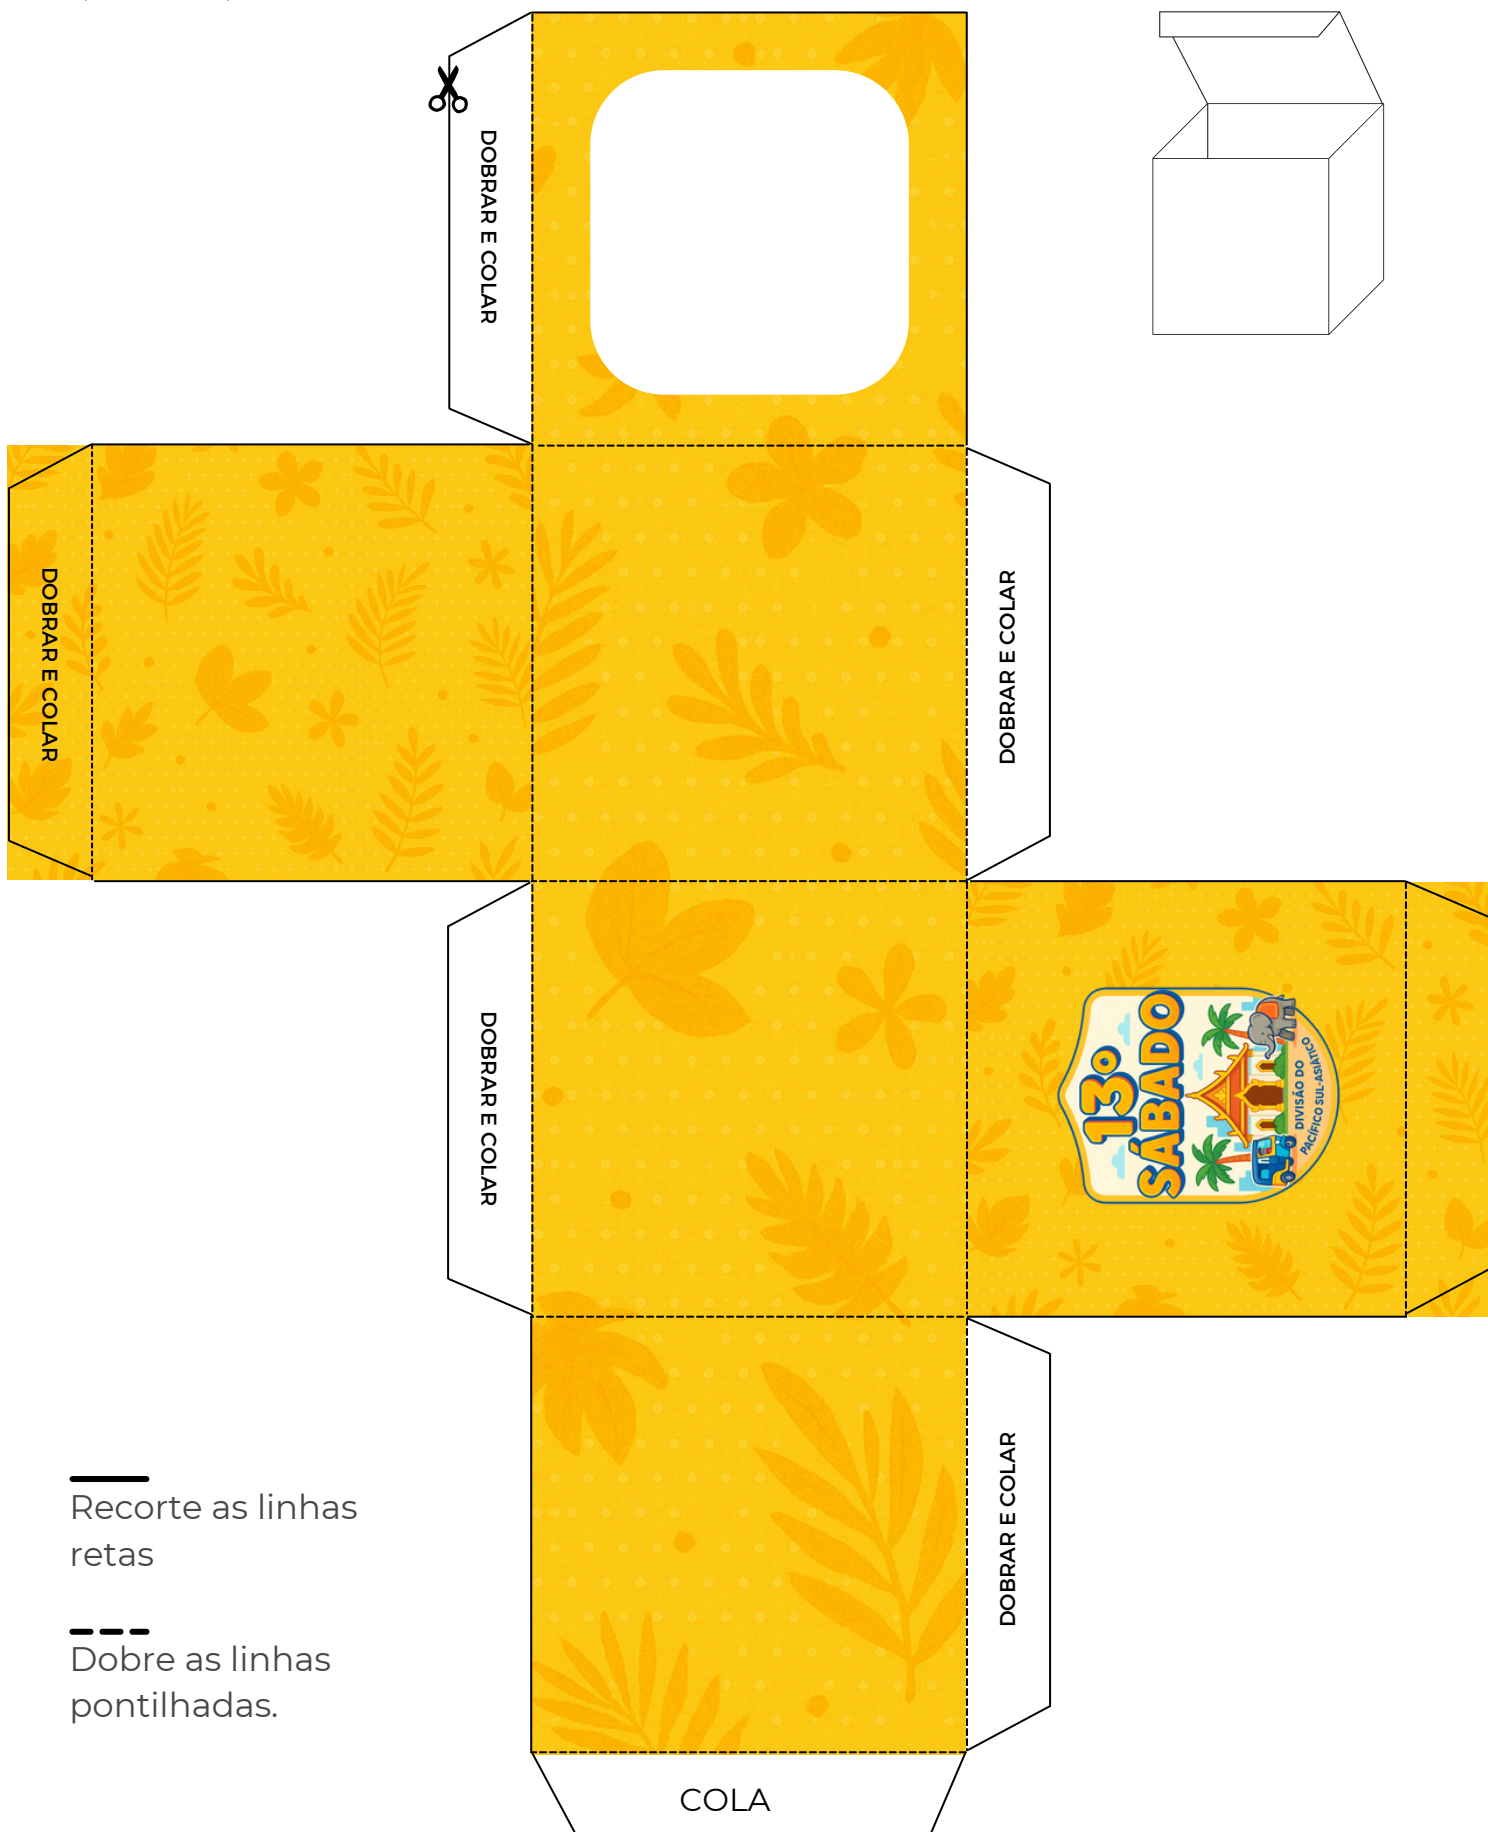 DOBRAR E COLAR
DOBRAR E COLAR
DOBRAR E COLAR
DOBRAR E COLAR
13º
SÁBADO
DIVISÃO DO
PACÍFICO SUL-ASIÁTICO
DOBRAR E COLAR
Recorte as linhas
retas
Dobre as linhas
pontilhadas.
COLA